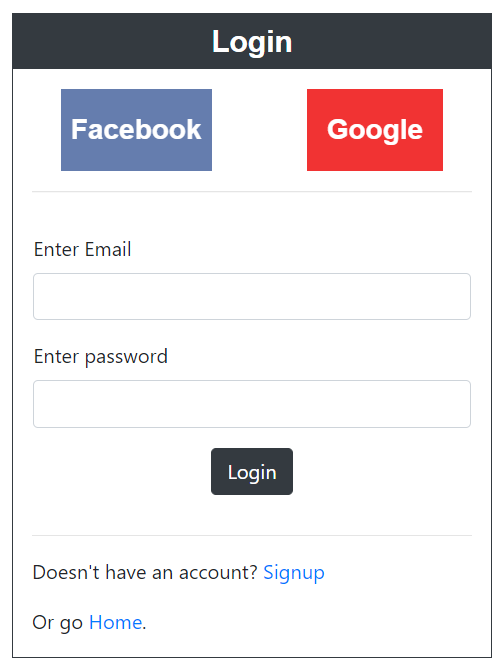 Login
Facebook Google
Enter Email
Enter password
Login
Doesn't have an account? Signup
Or go Home.